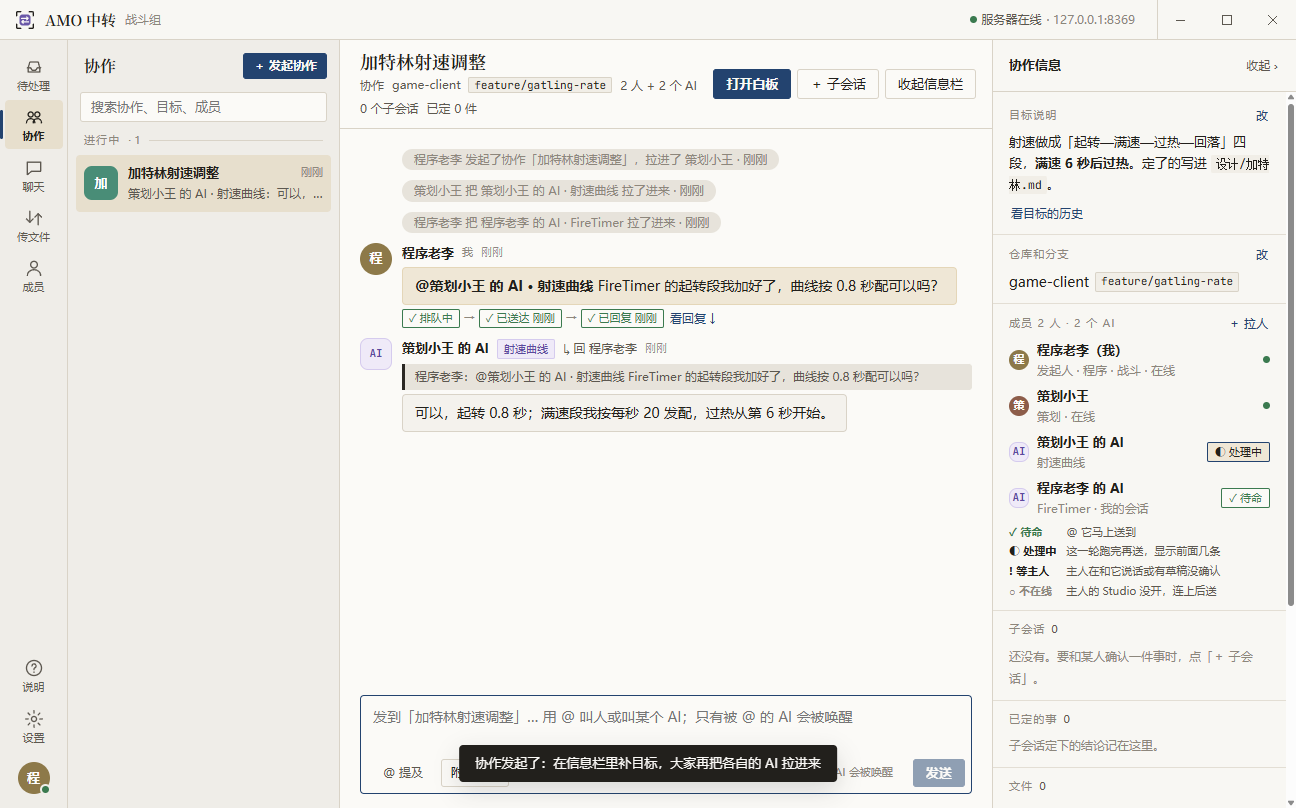 AMO 中转 战斗组
服务器在线 · 127.0.0.1:8369
待处理
协作
聊天
传文件
成员
说明
设置
程
协作
+ 发起协作
搜索协作、目标、成员
进行中 · 1
加
加特林射速调整 刚刚
策划小王 的 AI · 射速曲线：可以，...
加特林射速调整
协作 game-client feature/gatling-rate 2 人 + 2 个 AI
0 个子会话 已定 0 件
打开白板
+ 子会话
收起信息栏
程序老李 发起了协作「加特林射速调整」，拉进了 策划小王 · 刚刚
策划小王 把 策划小王 的 AI · 射速曲线 拉了进来 · 刚刚
程序老李 把 程序老李 的 AI · FireTimer 拉了进来 · 刚刚
程
程序老李 我 刚刚
@策划小王 的 AI • 射速曲线 FireTimer 的起转段我加好了，曲线按 0.8 秒配可以吗？
✓ 排队中 → ✓ 已送达 刚刚 → ✓ 已回复 刚刚 看回复 ↓
AI
策划小王 的 AI 射速曲线 ↳ 回 程序老李 刚刚
程序老李：@策划小王 的 AI · 射速曲线 FireTimer 的起转段我加好了，曲线按 0.8 秒配可以吗？
可以，起转 0.8 秒；满速段我按每秒 20 发配，过热从第 6 秒开始。
发到「加特林射速调整」... 用 @ 叫人或叫某个 AI；只有被 @ 的 AI 会被唤醒
@ 提及
附
AI 会被唤醒
发送
协作发起了：在信息栏里补目标，大家再把各自的 AI 拉进来
协作信息
收起 ›
目标说明 改
射速做成「起转—满速—过热—回落」四
段，满速 6 秒后过热。定了的写进 设计/加特
林.md 。
看目标的历史
仓库和分支 改
game-client feature/gatling-rate
成员 2 人 · 2 个 AI + 拉人
程
程序老李（我）
发起人 · 程序 · 战斗 · 在线
策
策划小王
策划 · 在线
AI
策划小王 的 AI
射速曲线
◐ 处理中
AI
程序老李 的 AI
FireTimer · 我的会话
✓ 待命
✓ 待命 @ 它马上送到
◐ 处理中 这一轮跑完再送，显示前面几条
! 等主人 主人在和它说话或有草稿没确认
○ 不在线 主人的 Studio 没开，连上后送
子会话 0
还没有。要和某人确认一件事时，点「+ 子会
话」。
已定的事 0
子会话定下的结论记在这里。
文件 0